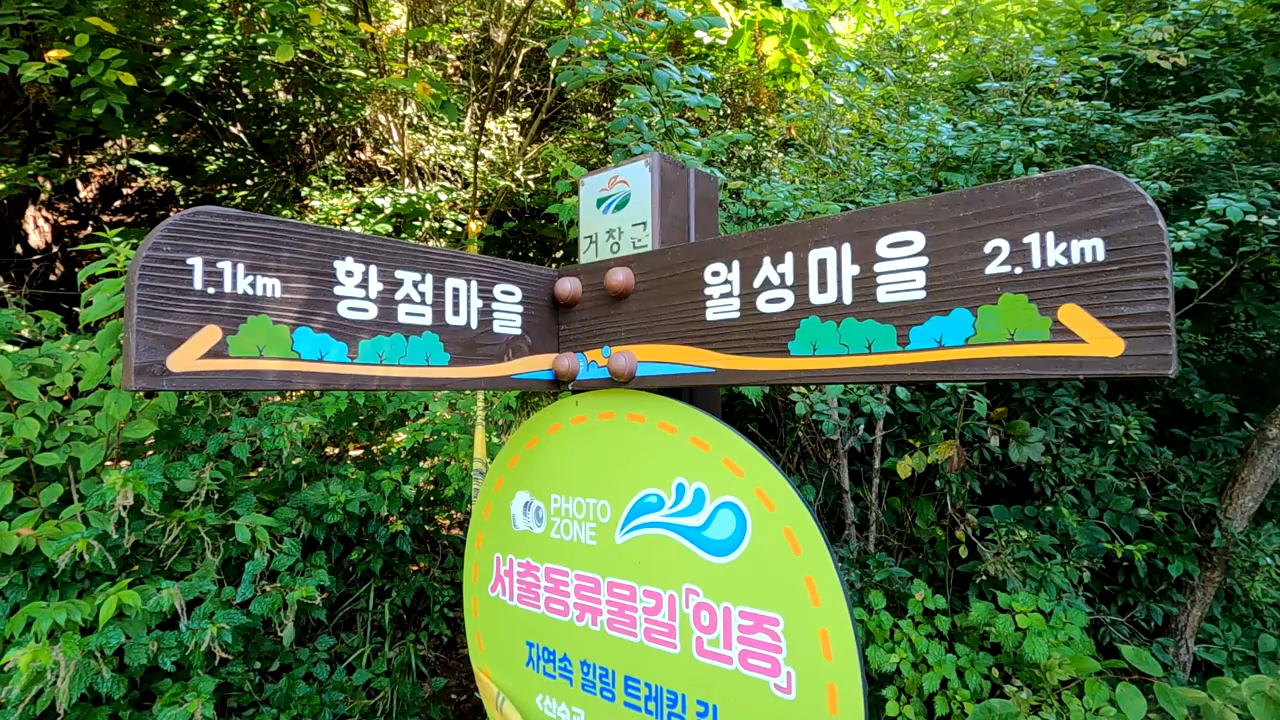 거창군
1.1km 황점마을
월성마을 2.1km
PHOTO
ZONE
서출동류물길「인증」
자연속 힐링 트레킹 길